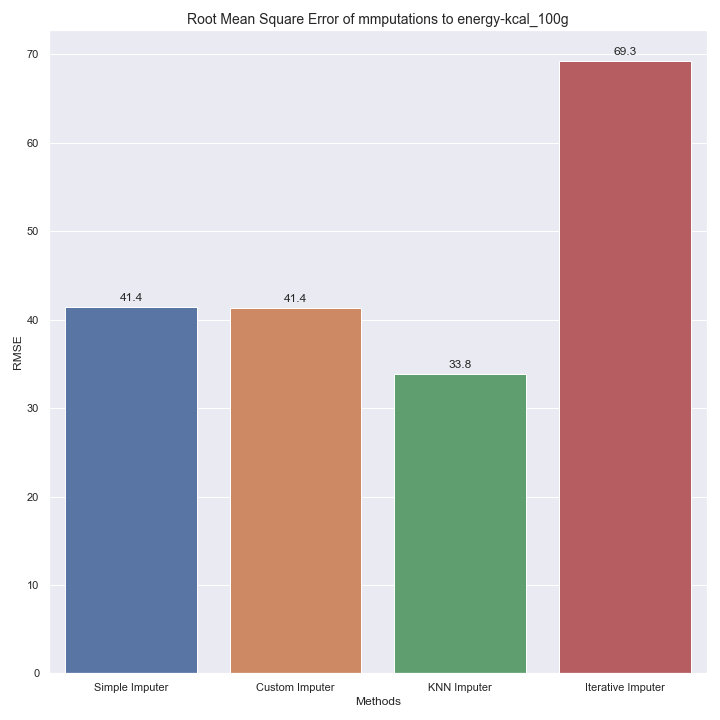 Root Mean Square Error of mmputations to energy-kcal_100g
70
60
50
40
30
20
10
0
RMSE
41.4
41.4
33.8
69.3
Simple Imputer
Custom Imputer
KNN Imputer
Iterative Imputer
Methods